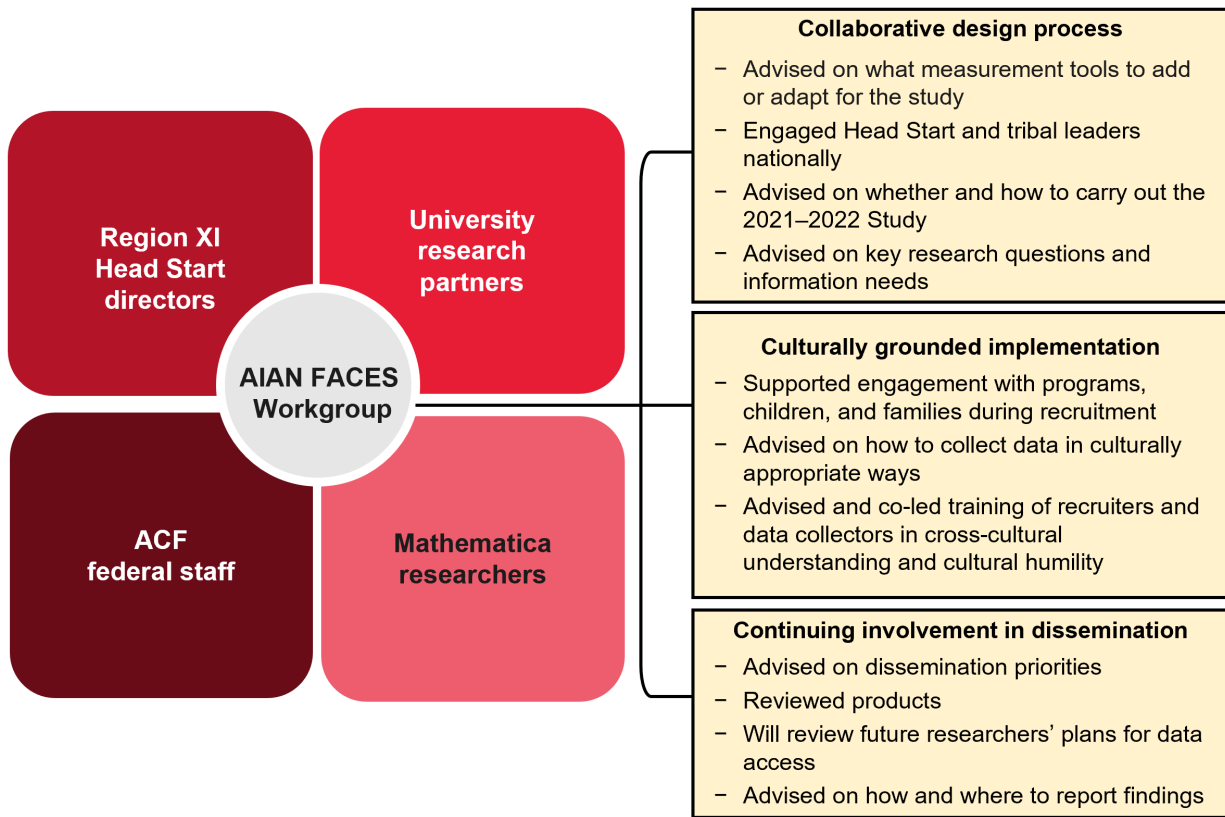 Region XI
Head Start
directors
University
research
partners
AIAN FACES
Workgroup
ACF
federal staff
Mathematica
researchers
Collaborative design process
− Advised on what measurement tools to add
or adapt for the study
− Engaged Head Start and tribal leaders
nationally
− Advised on whether and how to carry out the
2021–2022 Study
− Advised on key research questions and
information needs
Culturally grounded implementation
− Supported engagement with programs,
children, and families during recruitment
− Advised on how to collect data in culturally
appropriate ways
− Advised and co-led training of recruiters and
data collectors in cross-cultural
understanding and cultural humility
Continuing involvement in dissemination
− Advised on dissemination priorities
− Reviewed products
− Will review future researchers’ plans for data
access
− Advised on how and where to report findings